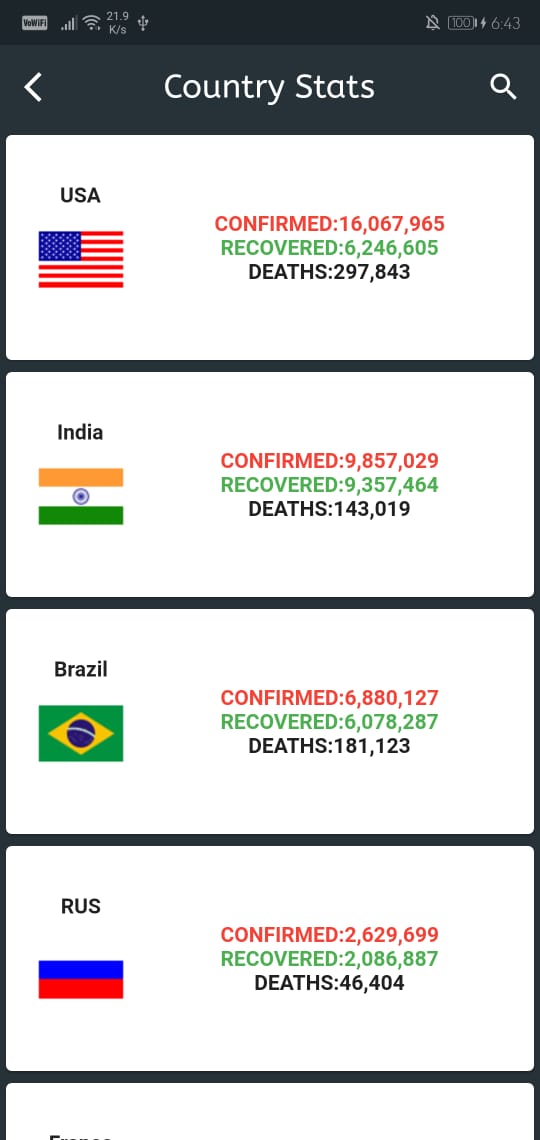 VoWiFi
21.9
K/s
100
6:43
Country Stats
USA
CONFIRMED:16,067,965
RECOVERED:6,246,605
DEATHS:297,843
India
CONFIRMED:9,857,029
RECOVERED:9,357,464
DEATHS:143,019
Brazil
CONFIRMED:6,880,127
RECOVERED:6,078,287
DEATHS:181,123
RUS
CONFIRMED:2,629,699
RECOVERED:2,086,887
DEATHS:46,404